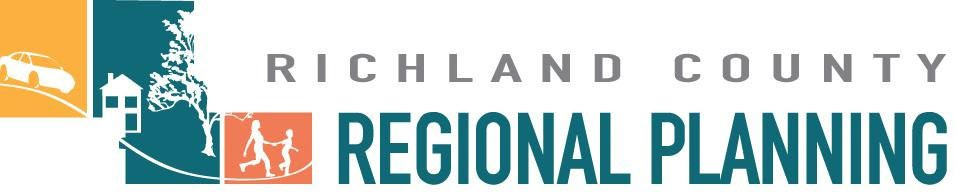 RICHLAND COUNTY
REGIONAL PLANNING